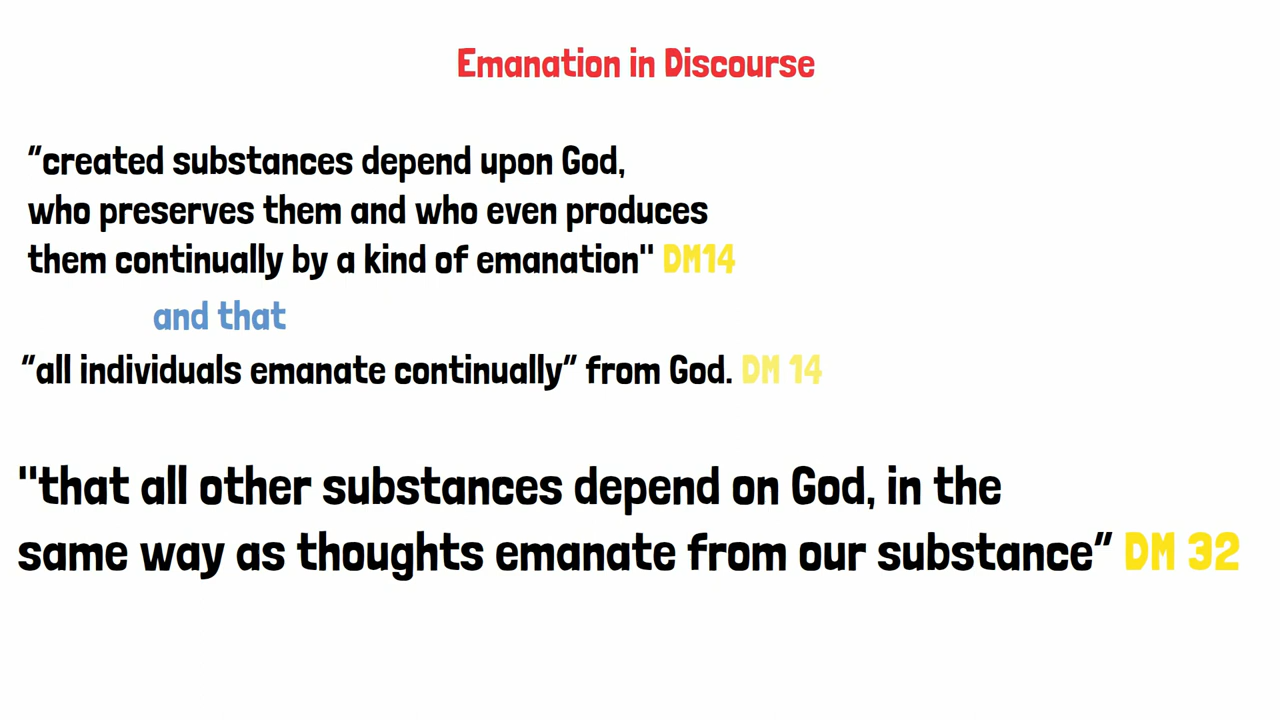 Emanation in Discourse
"created substances depend upon God,
who preserves them and who even produces
them continually by a kind of emanation" DM14
and that
"all individuals emanate continually" from God. DM 14
"that all other substances depend on God, in the
same way as thoughts emanate from our substance" DM 32